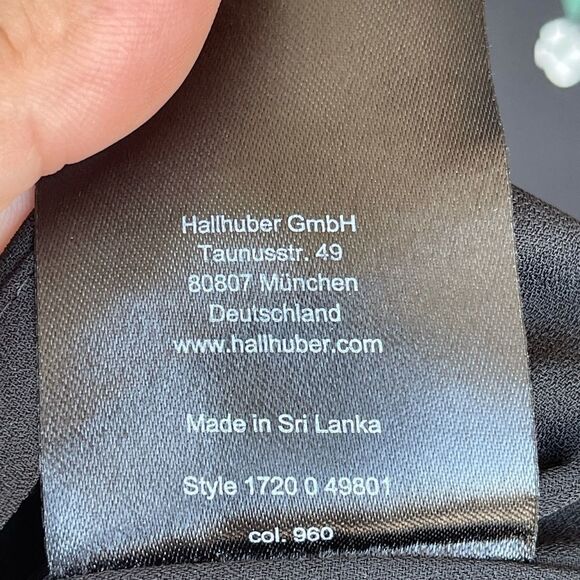 Hallhuber GmbH
Taunusstr. 49
80807 München
Deutschland
www.hallhuber.com
Made in Sri Lanka
Style 1720 0 49801
col. 960